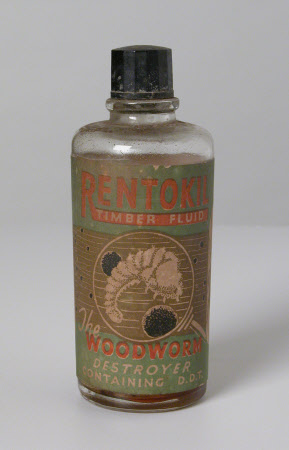 RENTOKIL
TIMBER FLUID
The
WOODWORM
DESTROYER
CONTAINING D.D.T.